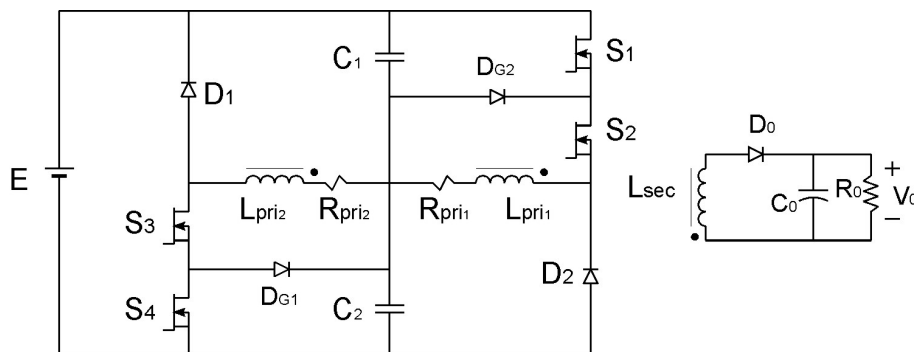 C1
S1
DG2
D1
S2
D0
E
Lsec
C0
R0
+
V0
−
Lpri2
Rpri2
Rpri1
Lpri1
S3
D2
DG1
S4
C2